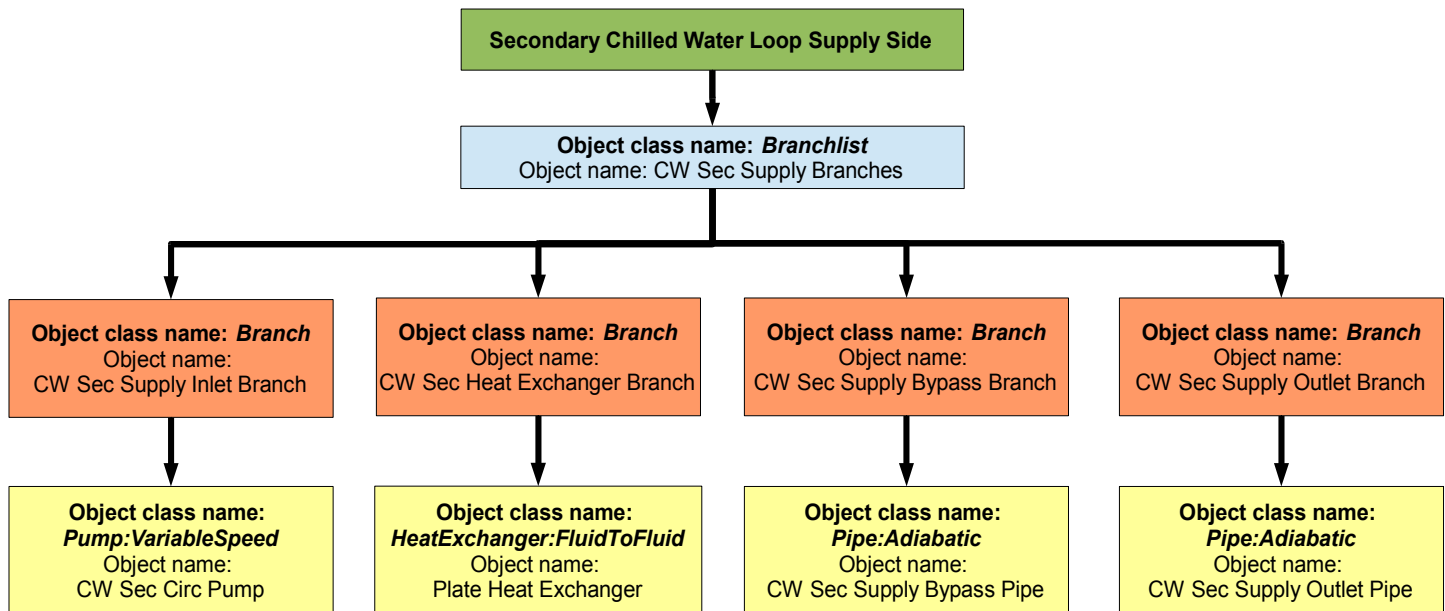 Secondary Chilled Water Loop Supply Side
Object class name: Branchlist
Object name: CW Sec Supply Branches
Object class name: Branch
Object name:
CW Sec Supply Inlet Branch
Object class name: Branch
Object name:
CW Sec Heat Exchanger Branch
Object class name: Branch
Object name:
CW Sec Supply Bypass Branch
Object class name: Branch
Object name:
CW Sec Supply Outlet Branch
Object class name:
Pump:VariableSpeed
Object name:
CW Sec Circ Pump
Object class name:
HeatExchanger:FluidToFluid
Object name:
Plate Heat Exchanger
Object class name:
Pipe:Adiabatic
Object name:
CW Sec Supply Bypass Pipe
Object class name:
Pipe:Adiabatic
Object name:
CW Sec Supply Outlet Pipe